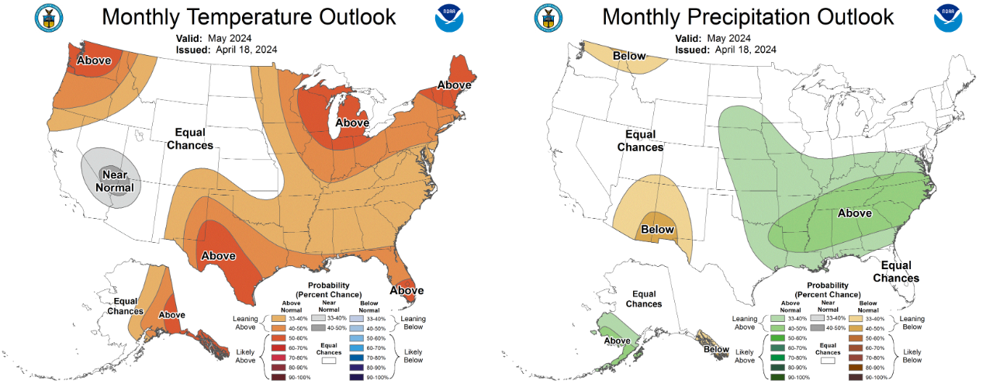 Monthly Temperature Outlook
NOAA
Valid: May 2024
Issued: April 18, 2024
Above
Above
Above
Equal
Chances
Near
Normal
Above
Above
Equal
Chances
Above
Probability
(Percent Chance)
Above
Normal
Near
Normal
Below
Normal
Leaning
Above
33-40% 33-40% 33-40%
40-50% 40-50% 40-50%
Leaning
Below
Likely
Above
50-60% 50-60%
60-70% 60-70%
70-80% 70-80%
80-90% 80-90%
90-100% 90-100%
Equal
Chances
Likely
Below
Monthly Precipitation Outlook
NOAA
Valid: May 2024
Issued: April 18, 2024
Below
Equal
Chances
Above
Below
Equal
Chances
Equal
Chances
Above
Below
Probability
(Percent Chance)
Above
Normal
Near
Normal
Below
Normal
Leaning
Above
33-40% 33-40% 33-40%
40-50% 40-50% 40-50%
Leaning
Below
Likely
Above
50-60% 50-60%
60-70% 60-70%
70-80% 70-80%
80-90% 80-90%
90-100% 90-100%
Equal
Chances
Likely
Below